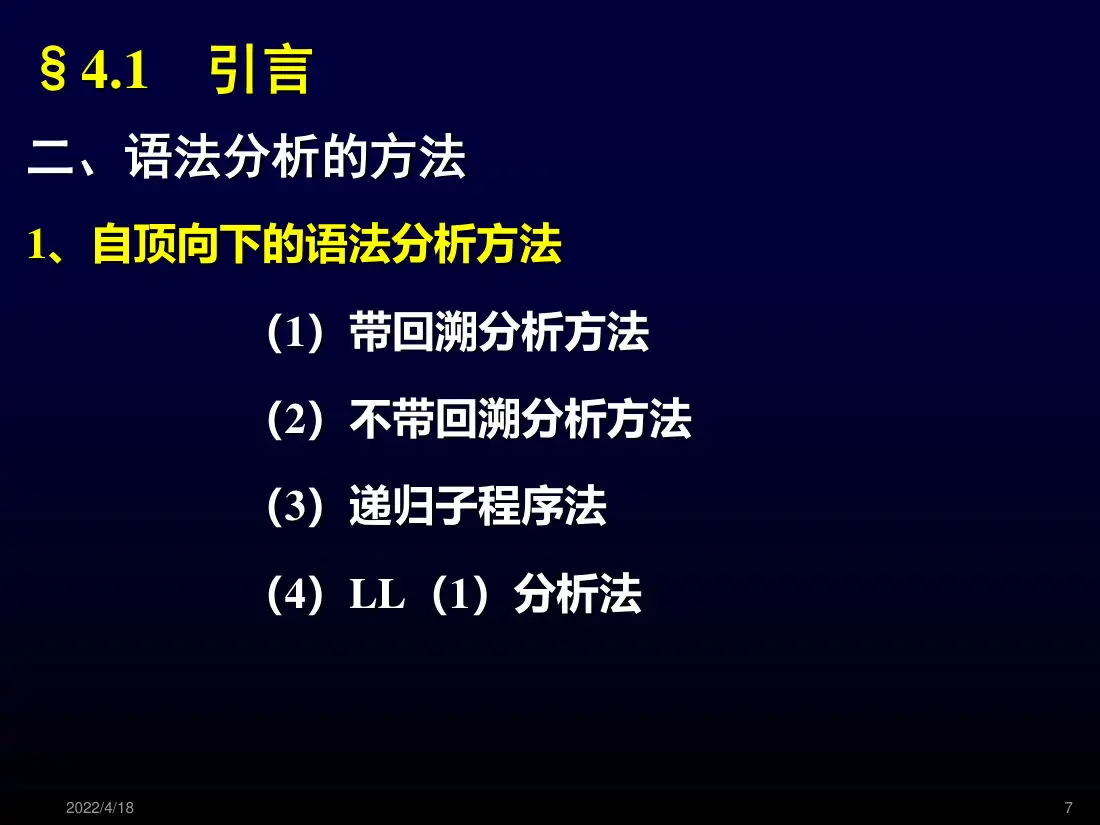 §4.1 引言
二、语法分析的方法
1、自顶向下的语法分析方法
（1）带回溯分析方法
（2）不带回溯分析方法
（3）递归子程序法
（4）LL（1）分析法
2022/4/18
7